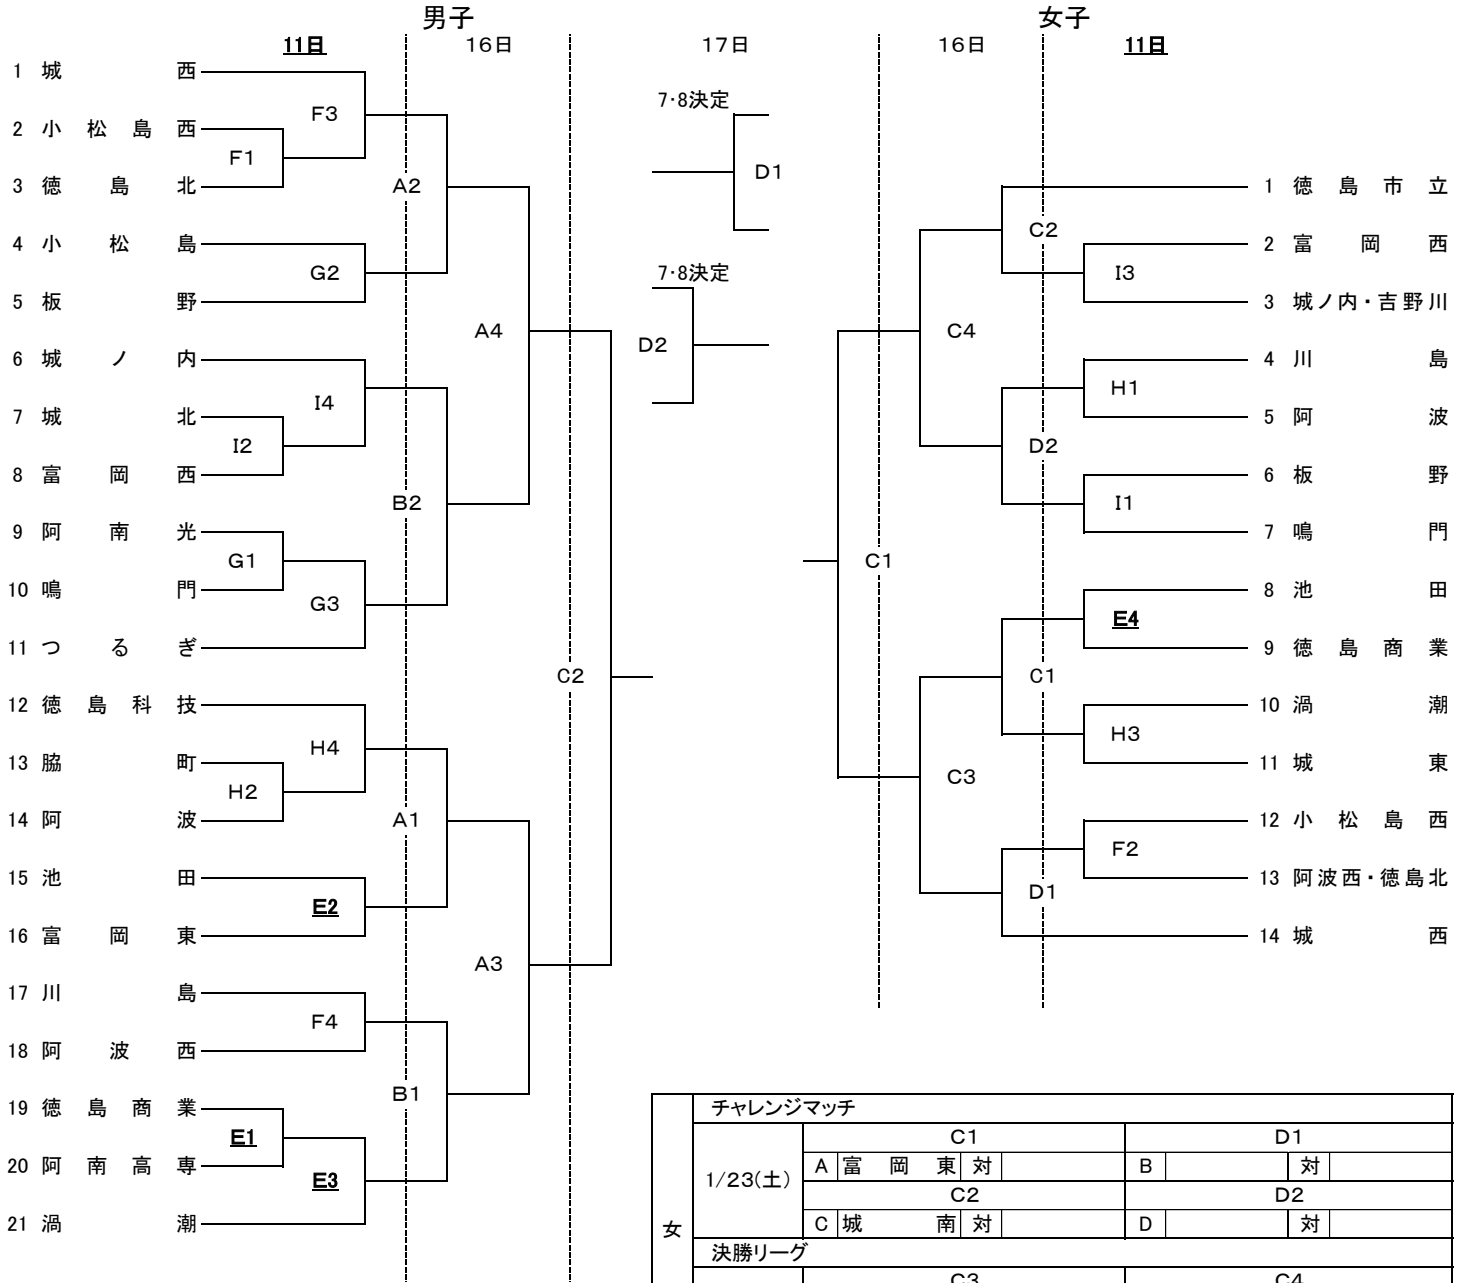 男子
女子
11日
16日
17日
16日
11日
1 城西
2 小松島西
3 徳島北
4 小松島
5 板野
6 城ノ内
7 城北
8 富岡西
9 阿南光
10 鳴門
11 つるぎ
12 徳島科技
13 脇町
14 阿波
15 池田
16 富岡東
17 川島
18 阿波西
19 徳島商業
20 阿南高専
21 渦潮
F1
I2
G1
H2
E1
F3
G2
I4
G3
H4
E2
F4
E3
A2
B2
A1
B1
A4
A3
C2
7・8決定
D1
7・8決定
D2
C1
C4
C3
C2
D2
C1
D1
I3
H1
I1
E4
H3
F2
1 徳島市立
2 富岡西
3 城ノ内・吉野川
4 川島
5 阿波
6 板野
7 鳴門
8 池田
9 徳島商業
10 渦潮
11 城東
12 小松島西
13 阿波西・徳島北
14 城西
女
チャレンジマッチ
1/23(土)
C1 D1
A 富岡東 対 B 対
C2 D2
C 城南 対 D 対
決勝リーグ
C3 C4